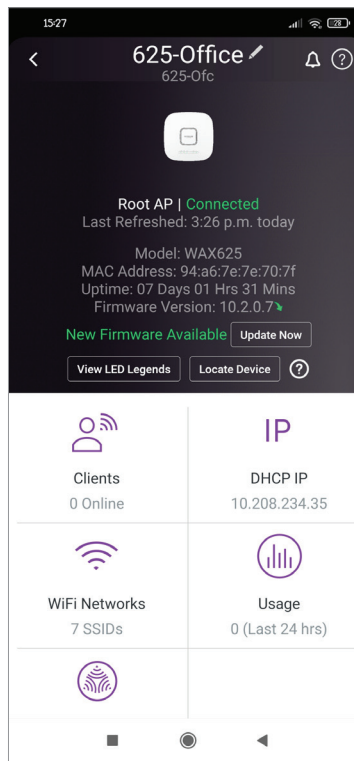 15:27
28
625-Office
625-Ofc
Root AP | Connected
Last Refreshed: 3:26 p.m. today
Model: WAX625
MAC Address: 94:a6:7e:7e:70:7f
Uptime: 07 Days 01 Hrs 31 Mins
Firmware Version: 10.2.0.7
New Firmware Available Update Now
View LED Legends Locate Device ?
IP
Clients DHCP IP
0 Online 10.208.234.35
WiFi Networks Usage
7 SSIDs 0 (Last 24 hrs)